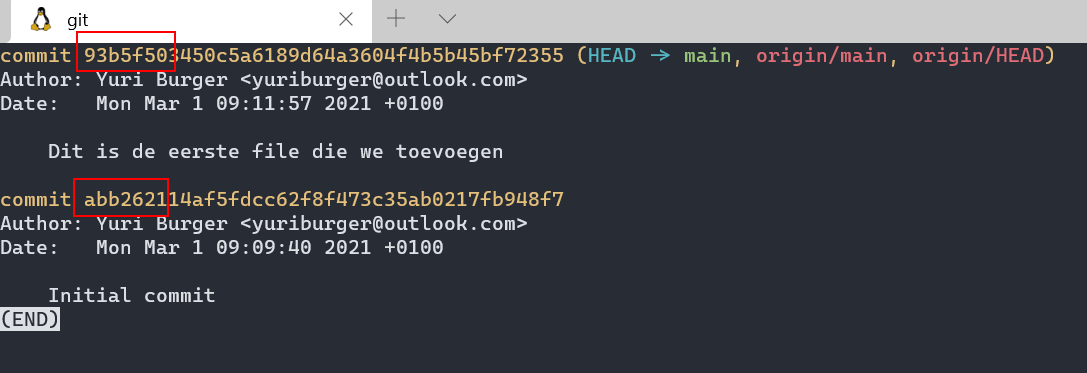 git
commit 93b5f503450c5a6189d64a3604f4b5b45bf72355 (HEAD -> main, origin/main, origin/HEAD)
Author: Yuri Burger <yuriburger@outlook.com>
Date:   Mon Mar 1 09:11:57 2021 +0100
Dit is de eerste file die we toevoegen
commit abb262114af5fdcc62f8f473c35ab0217fb948f7
Author: Yuri Burger <yuriburger@outlook.com>
Date:   Mon Mar 1 09:09:40 2021 +0100
Initial commit
(END)